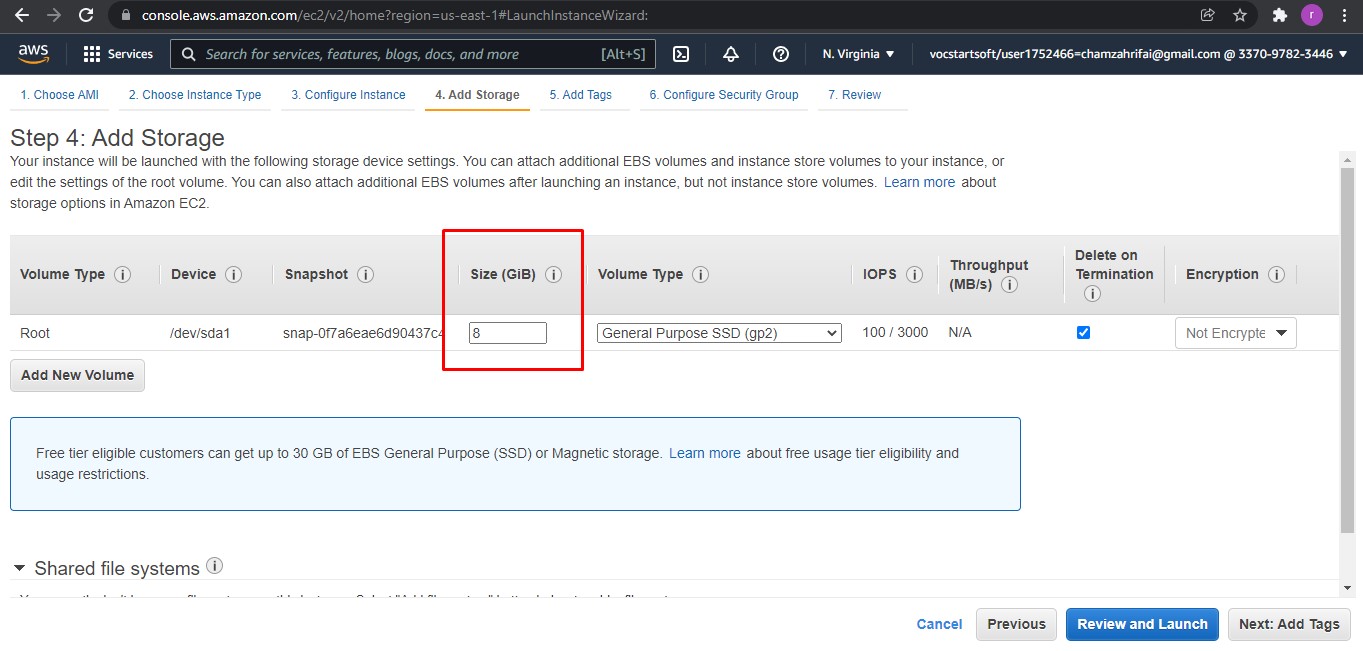 console.aws.amazon.com/ec2/v2/home?region=us-east-1#LaunchInstanceWizard:
r
aws Services Search for services, features, blogs, docs, and more [Alt+S] N. Virginia vocstartsoft/user1752466=chamzahrifai@gmail.com @ 3370-9782-3446
1. Choose AMI 2. Choose Instance Type 3. Configure Instance 4. Add Storage 5. Add Tags 6. Configure Security Group 7. Review
Step 4: Add Storage
Your instance will be launched with the following storage device settings. You can attach additional EBS volumes and instance store volumes to your instance, or
edit the settings of the root volume. You can also attach additional EBS volumes after launching an instance, but not instance store volumes. Learn more about
storage options in Amazon EC2.
Volume Type Device Snapshot Size (GiB) Volume Type IOPS Throughput (MB/s) Delete on Termination Encryption
Root /dev/sda1 snap-0f7a6eae6d90437c4 8 General Purpose SSD (gp2) 100 / 3000 N/A Not Encrypte
Add New Volume
Free tier eligible customers can get up to 30 GB of EBS General Purpose (SSD) or Magnetic storage. Learn more about free usage tier eligibility and
usage restrictions.
Shared file systems
Cancel Previous Review and Launch Next: Add Tags